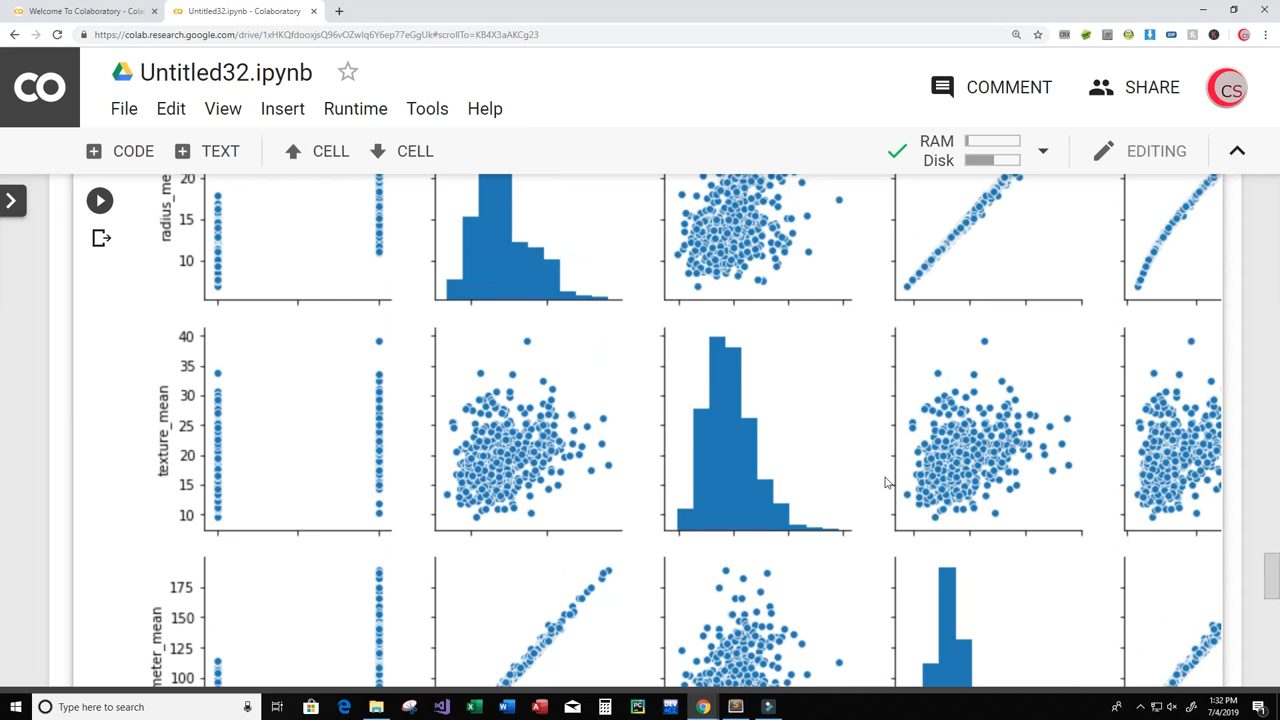 Welcome To Colaboratory - Cola
Untitled32.ipynb - Colaboratory
https://colab.research.google.com/drive/1xHKQfdooxjsQ96vOZwIq6Y6ep77eGgUk#scrollTo=KB4X3aAKCg23
CO
Untitled32.ipynb
COMMENT
SHARE
CS
File Edit View Insert Runtime Tools Help
CODE TEXT CELL CELL
RAM
Disk
EDITING
radius_me
20
15
10
texture_mean
40
35
30
25
20
15
10
meter_mean
175
150
125
100
Type here to search
1:32 PM
7/4/2019